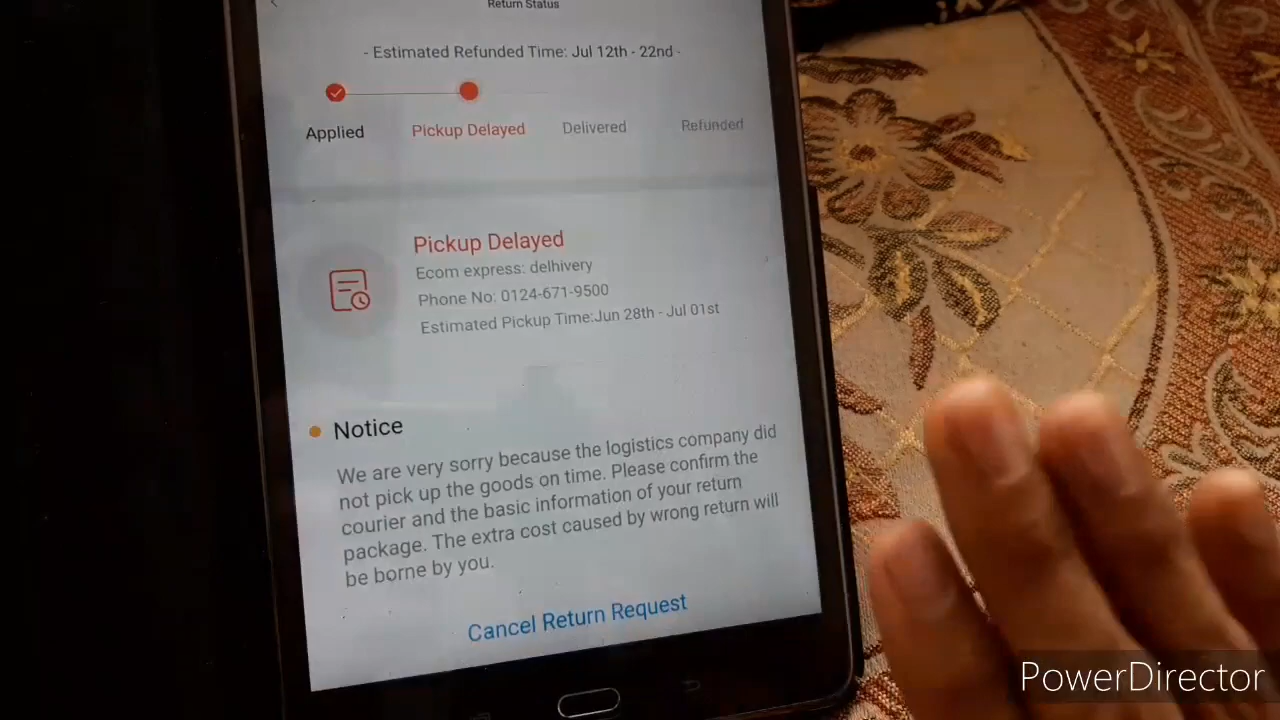 Return Status
- Estimated Refunded Time: Jul 12th - 22nd -
Applied
Pickup Delayed
Delivered
Refunded
Pickup Delayed
Ecom express: delhivery
Phone No: 0124-671-9500
Estimated Pickup Time:Jun 28th - Jul 01st
Notice
We are very sorry because the logistics company did
not pick up the goods on time. Please confirm the
courier and the basic information of your return
package. The extra cost caused by wrong return will
be borne by you.
Cancel Return Request
PowerDirector